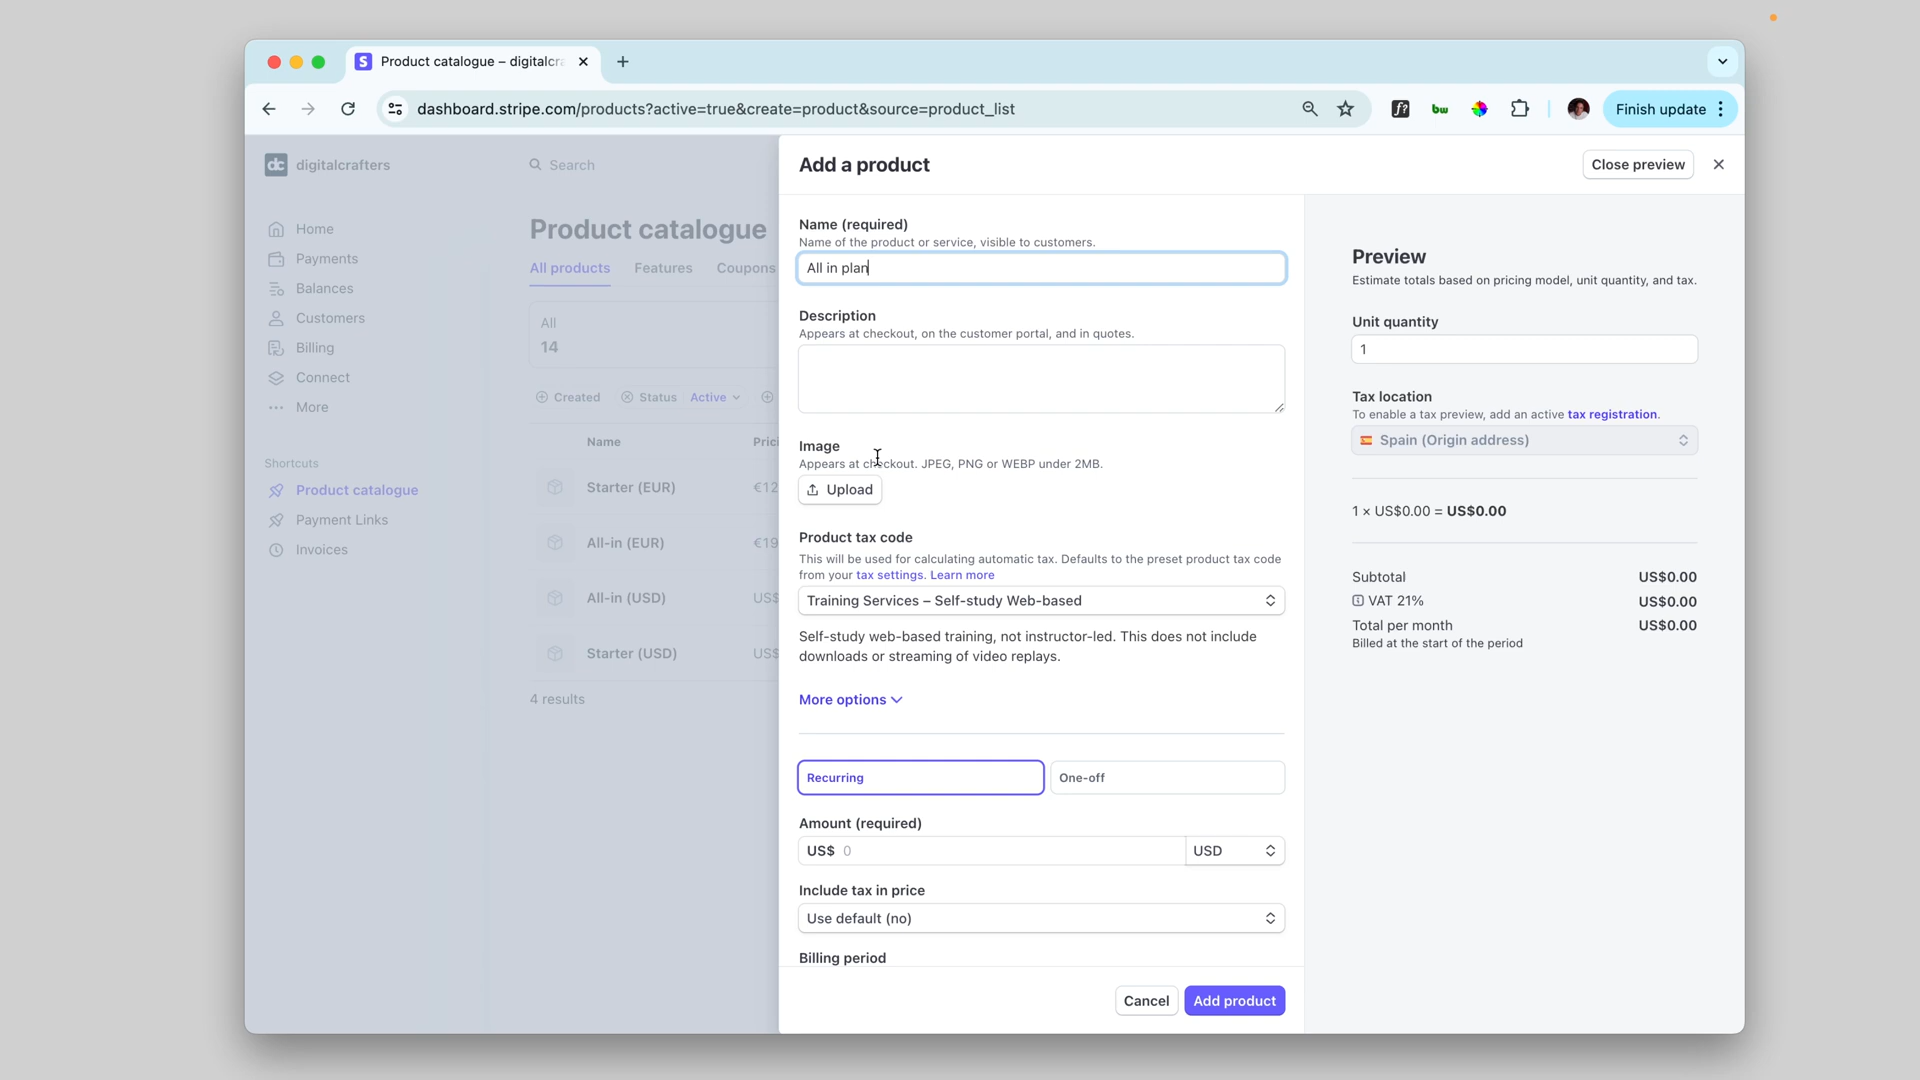 Product catalogue – digitalcr
dashboard.stripe.com/products?active=true&create=product&source=product_list
Finish update
dc digitalcrafters
Home
Payments
Balances
Customers
Billing
Connect
More
Shortcuts
Product catalogue
Payment Links
Invoices
Search
Product catalogue
All products
Features
Coupons
All
14
Created
Status
Active
Name
Prici
Starter (EUR)
€12
All-in (EUR)
€19
All-in (USD)
US$
Starter (USD)
US$
4 results
Add a product
Close preview
Name (required)
Name of the product or service, visible to customers.
All in plan
Description
Appears at checkout, on the customer portal, and in quotes.
Image
Appears at checkout. JPEG, PNG or WEBP under 2MB.
Upload
Product tax code
This will be used for calculating automatic tax. Defaults to the preset product tax code
from your tax settings. Learn more
Training Services – Self-study Web-based
Self-study web-based training, not instructor-led. This does not include
downloads or streaming of video replays.
More options
Recurring
One-off
Amount (required)
US$ 0
USD
Include tax in price
Use default (no)
Billing period
Cancel
Add product
Preview
Estimate totals based on pricing model, unit quantity, and tax.
Unit quantity
1
Tax location
To enable a tax preview, add an active tax registration.
Spain (Origin address)
1 × US$0.00 = US$0.00
Subtotal US$0.00
VAT 21% US$0.00
Total per month US$0.00
Billed at the start of the period